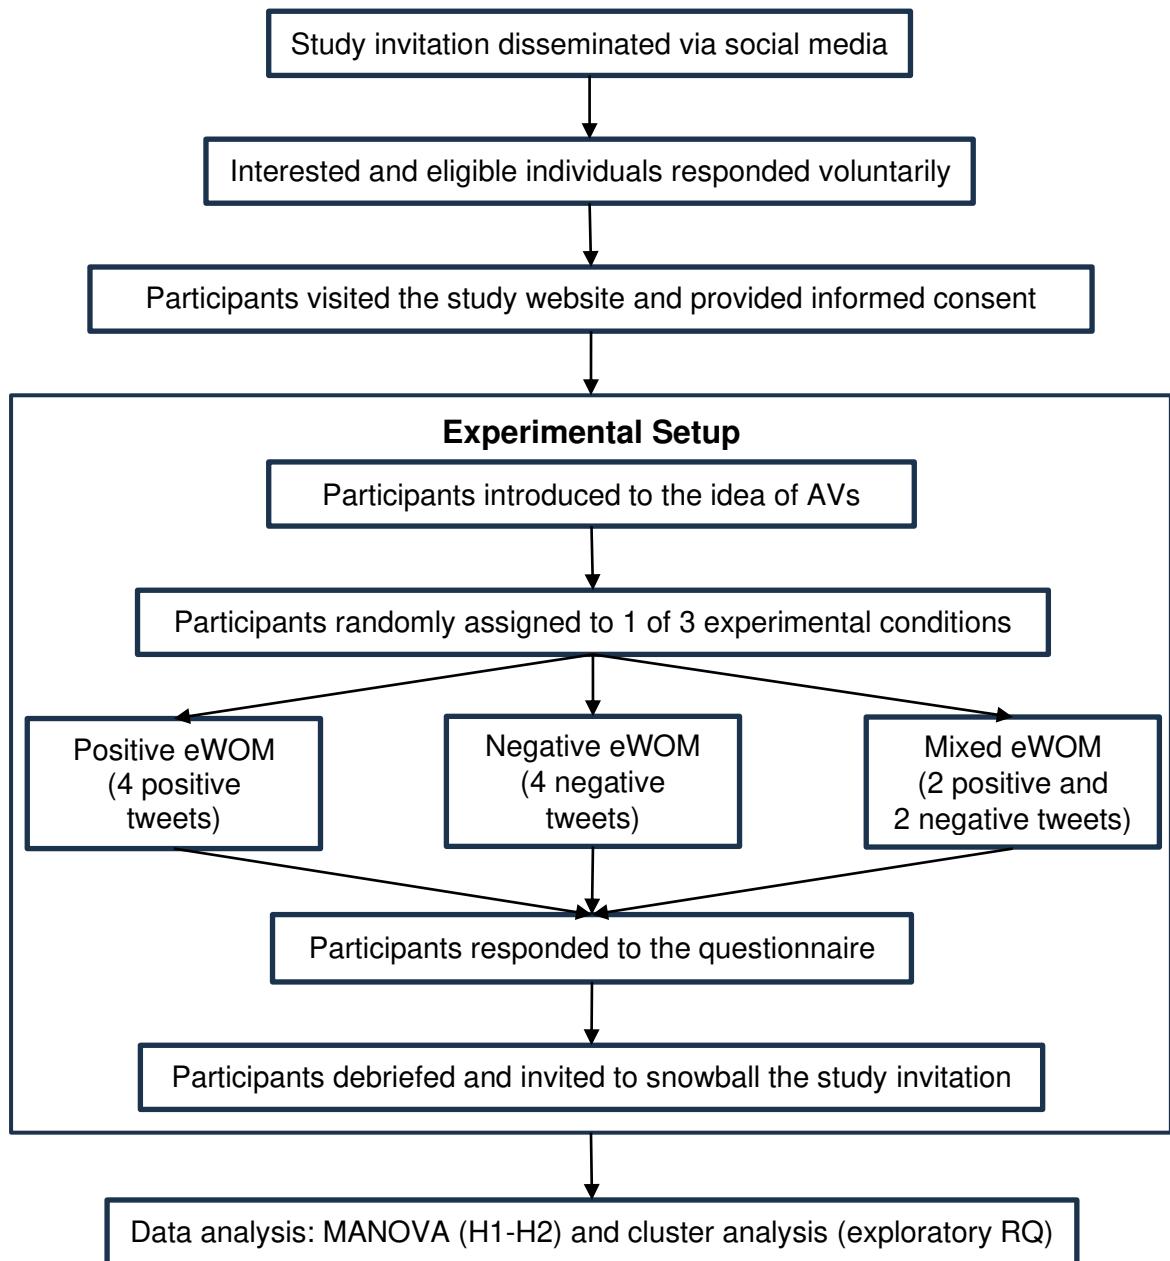 Study invitation disseminated via social media
Interested and eligible individuals responded voluntarily
Participants visited the study website and provided informed consent
Experimental Setup
Participants introduced to the idea of AVs
Participants randomly assigned to 1 of 3 experimental conditions
Positive eWOM
(4 positive
tweets)
Negative eWOM
(4 negative
tweets)
Mixed eWOM
(2 positive and
2 negative tweets)
Participants responded to the questionnaire
Participants debriefed and invited to snowball the study invitation
Data analysis: MANOVA (H1-H2) and cluster analysis (exploratory RQ)